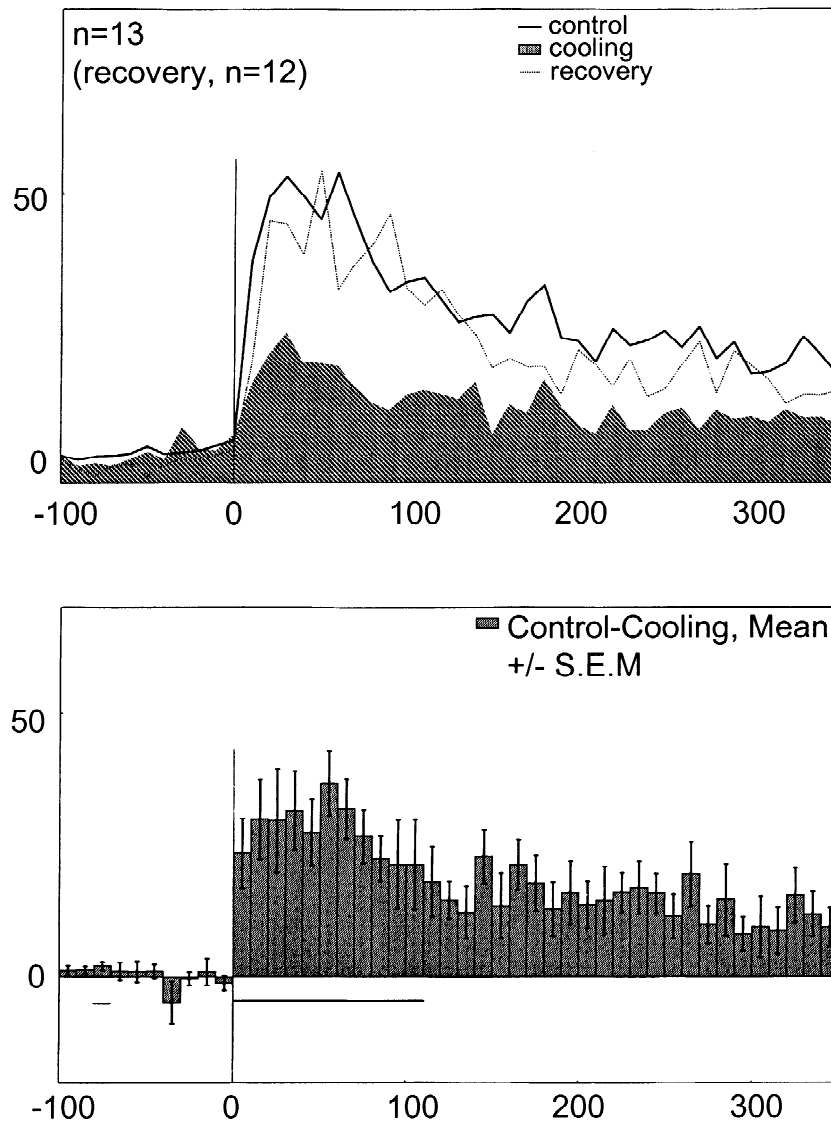 n=13
(recovery, n=12)
control
cooling
recovery
50
0
-100 0 100 200 300
Control-Cooling, Mean
+/- S.E.M
50
0
-100 0 100 200 300